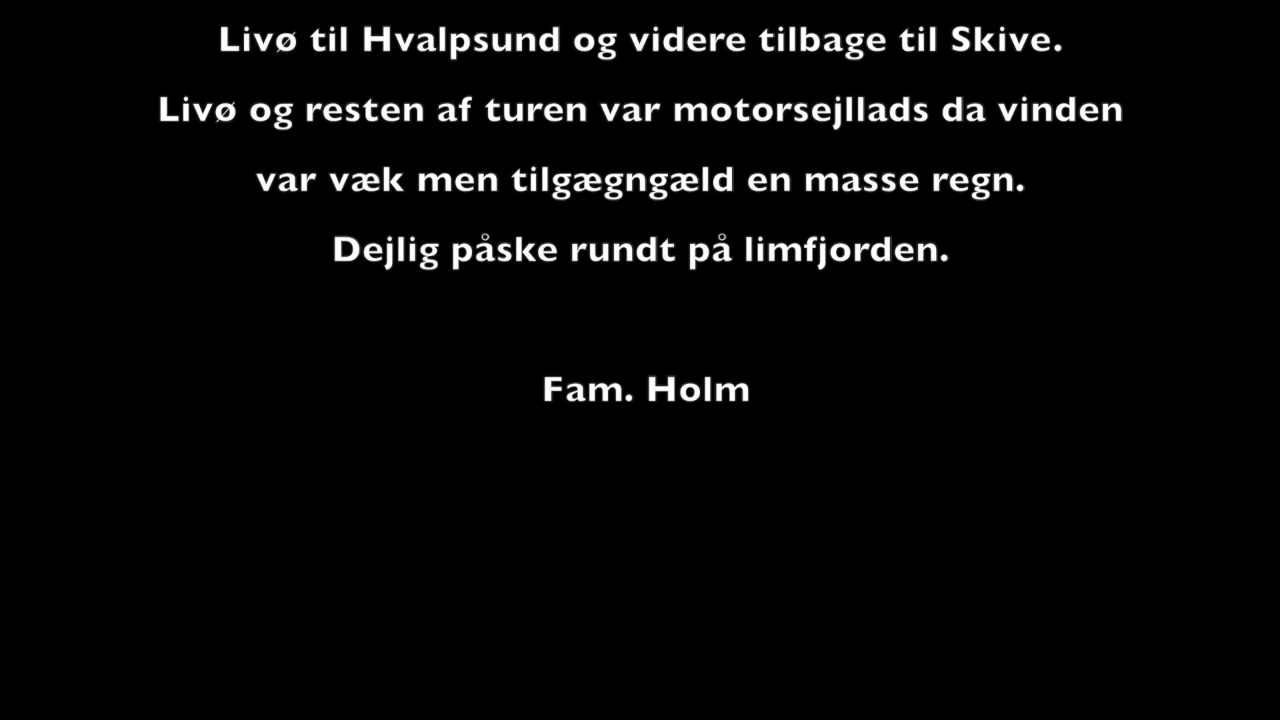 Livø til Hvalpsund og videre tilbage til Skive.
Livø og resten af turen var motorsejllads da vinden
var væk men tilgægngæld en masse regn.
Dejlig påske rundt på limfjorden.
Fam. Holm